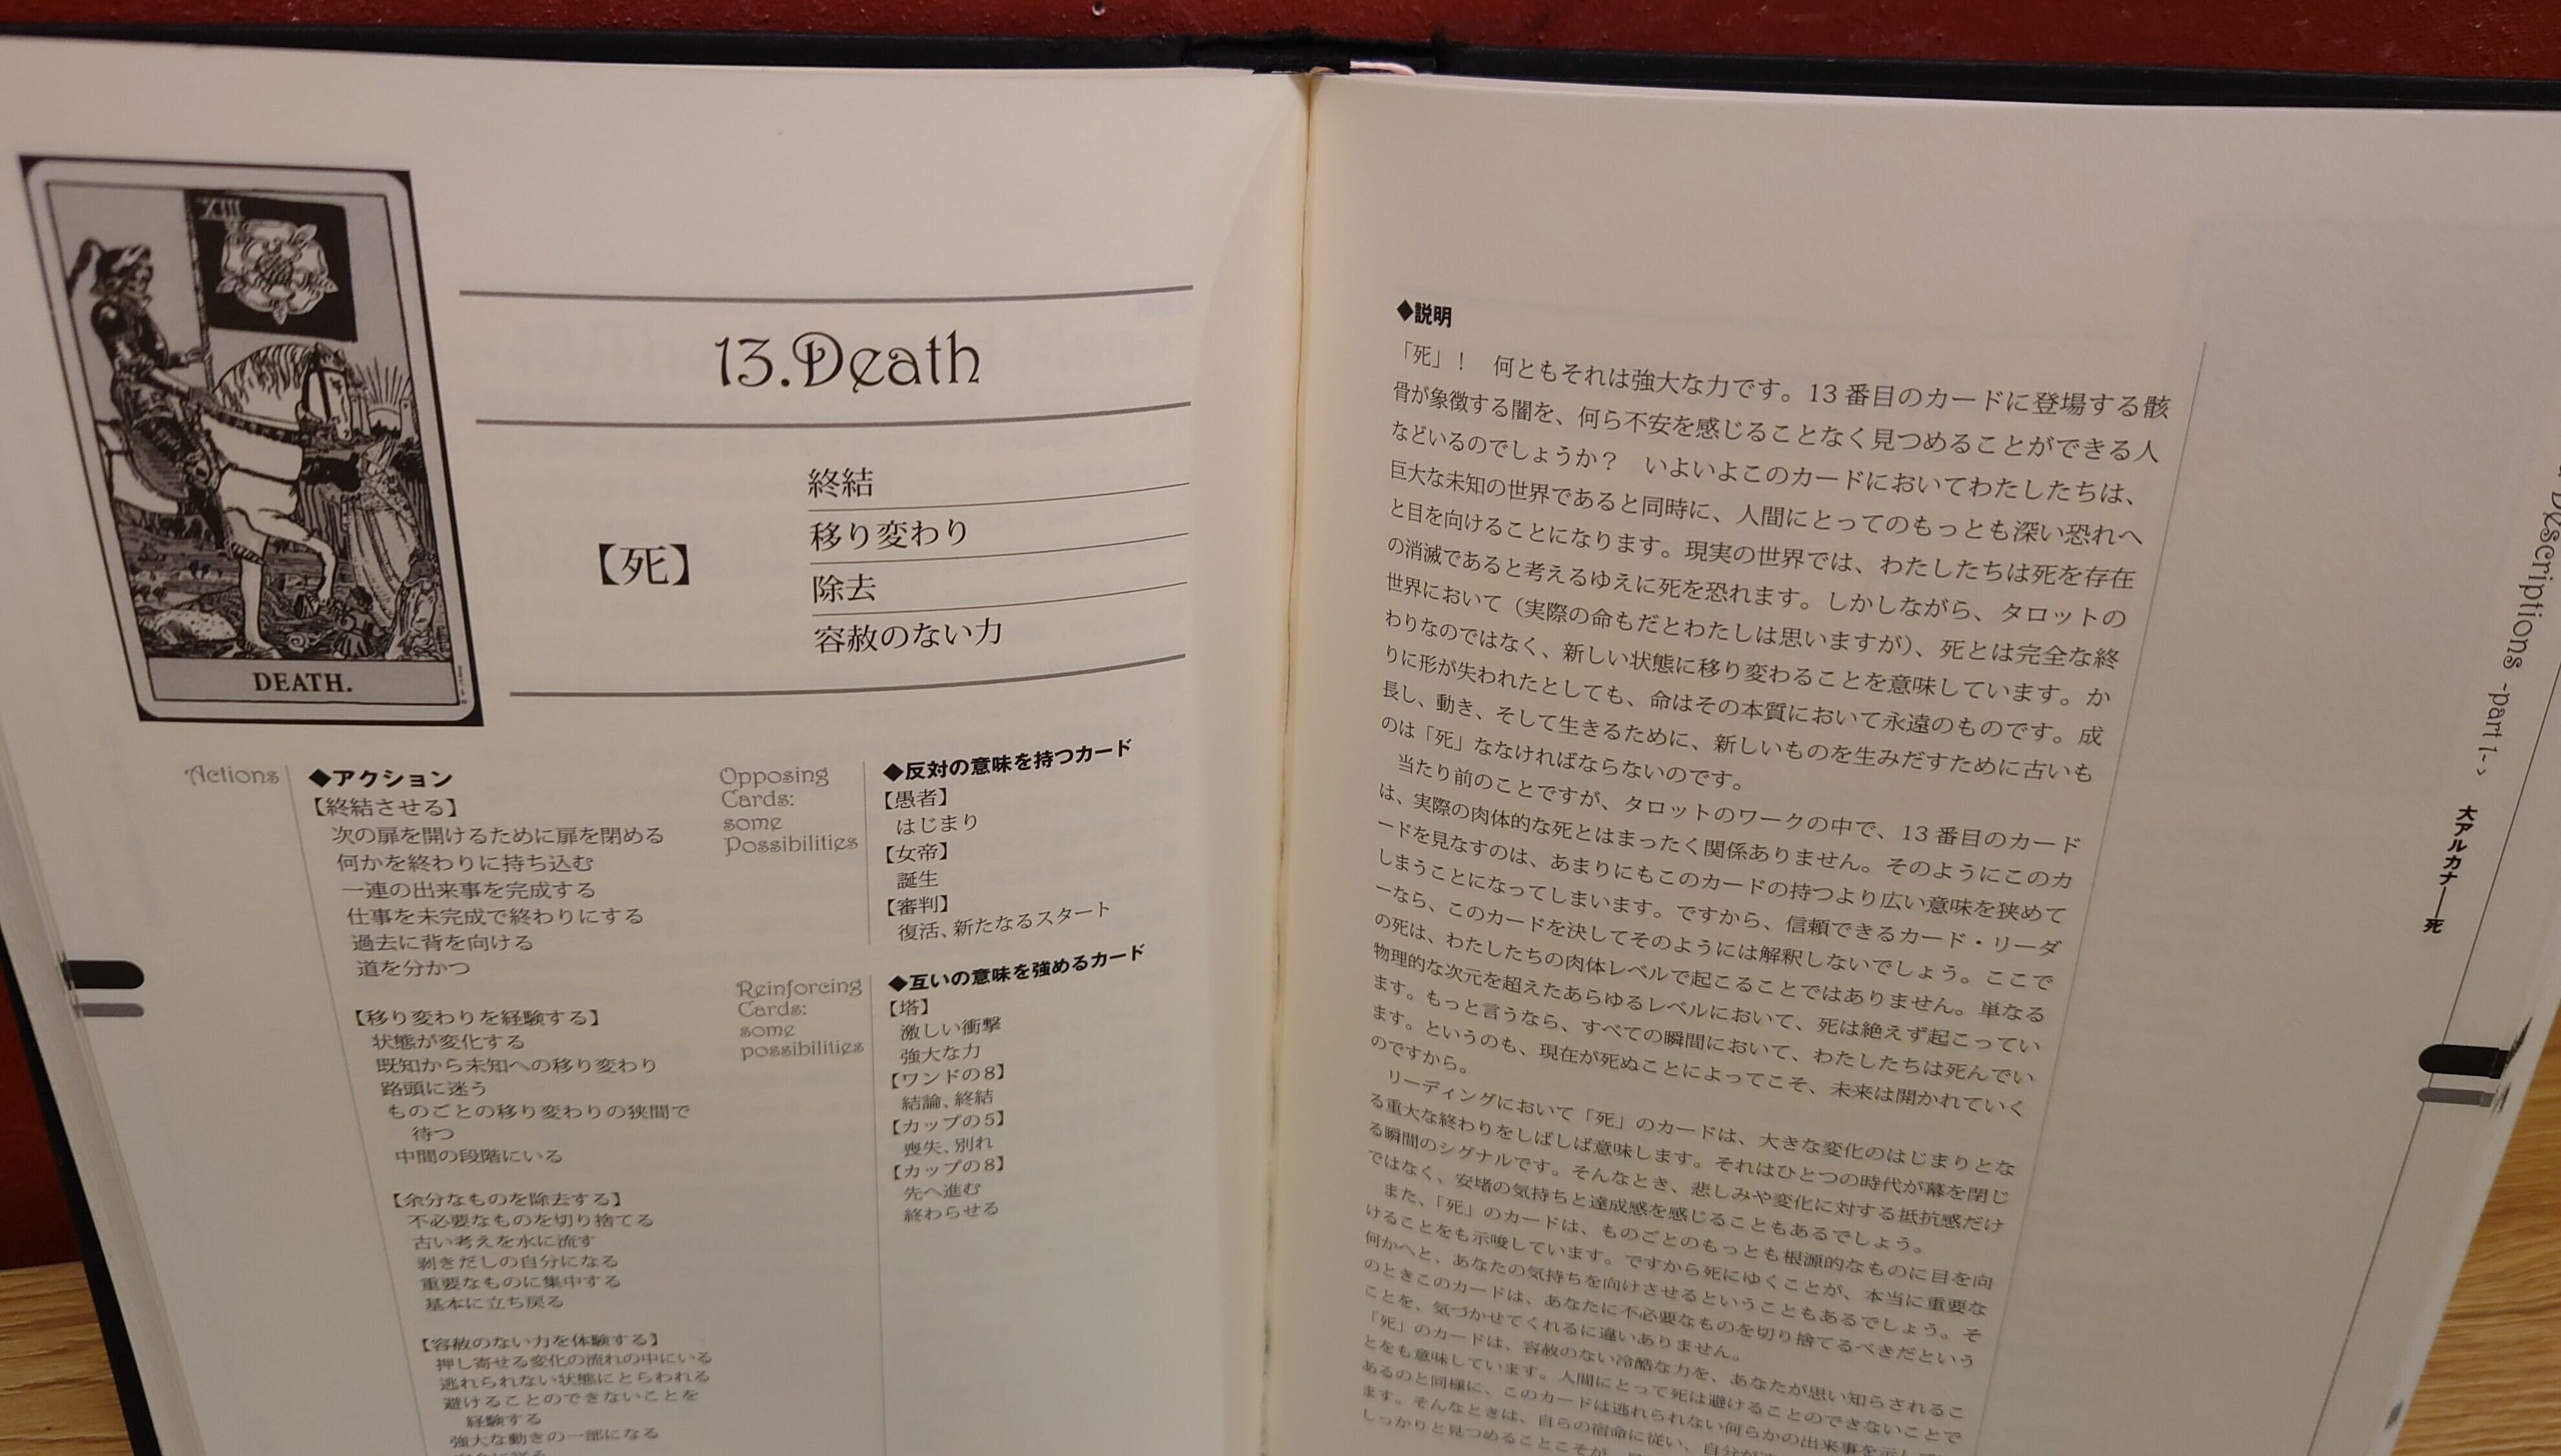 XIII
DEATH.
13.Death
【死】
終結
移り変わり
除去
容赦のない力
Actions
◆アクション
【終結させる】
次の扉を開けるために扉を閉める
何かを終わりに持ち込む
一連の出来事を完成する
仕事を未完成で終わりにする
過去に背を向ける
道を分かつ
【移り変わりを経験する】
状態が変化する
既知から未知への移り変わり
路頭に迷う
ものごとの移り変わりの狭間で
待つ
中間の段階にいる
【余分なものを除去する】
不必要なものを切り捨てる
古い考えを水に流す
剥きだしの自分になる
重要なものに集中する
基本に立ち戻る
【容赦のない力を体験する】
押し寄せる変化の流れの中にいる
逃れられない状態にとらわれる
避けることのできないことを
経験する
強大な動きの一部になる
Opposing
Cards:
some
Possibilities
◆反対の意味を持つカード
【愚者】
はじまり
【女帝】
誕生
【審判】
復活、新たなるスタート
Reinforcing
Cards:
some
possibilities
◆互いの意味を強めるカード
【塔】
激しい衝撃
強大な力
【ワンドの8】
結論、終結
【カップの5】
喪失、別れ
【カップの8】
先へ進む
終わらせる
◆説明
「死」！　何ともそれは強大な力です。13 番目のカードに登場する骸
骨が象徴する闇を、何ら不安を感じることなく見つめることができる人
などいるのでしょうか？　いよいよこのカードにおいてわたしたちは、
巨大な未知の世界であると同時に、人間にとってのもっとも深い恐れへ
と目を向けることになります。現実の世界では、わたしたちは死を存在
の消滅であると考えるゆえに死を恐れます。しかしながら、タロットの
世界において（実際の命もだとわたしは思いますが）、死とは完全な終
わりなのではなく、新しい状態に移り変わることを意味しています。か
りに形が失われたとしても、命はその本質において永遠のものです。成
長し、動き、そして生きるために、新しいものを生みだすために古いも
のは「死」ななければならないのです。
当たり前のことですが、タロットのワークの中で、13 番目のカード
は、実際の肉体的な死とはまったく関係ありません。そのようにこのカ
ードを見なすのは、あまりにもこのカードの持つより広い意味を狭めて
しまうことになってしまいます。ですから、信頼できるカード・リーダ
ーなら、このカードを決してそのようには解釈しないでしょう。ここで
の死は、わたしたちの肉体レベルで起こることではありません。単なる
物理的な次元を超えたあらゆるレベルにおいて、死は絶えず起こってい
ます。もっと言うなら、すべての瞬間において、わたしたちは死んでい
ます。というのも、現在が死ぬことによってこそ、未来は開かれていく
のですから。
リーディングにおいて「死」のカードは、大きな変化のはじまりとな
る重大な終わりをしばしば意味します。それはひとつの時代が幕を閉じ
る瞬間のシグナルです。そんなとき、悲しみや変化に対する抵抗感だけ
ではなく、安堵の気持ちと達成感を感じることもあるでしょう。
また、「死」のカードは、ものごとのもっとも根源的なものに目を向
けることをも示唆しています。ですから死にゆくことが、本当に重要な
何かへと、あなたの気持ちを向けさせるということもあるでしょう。そ
のときこのカードは、あなたに不必要なものを切り捨てるべきだという
ことを、気づかせてくれるに違いありません。
「死」のカードは、容赦のない冷酷な力を、あなたが思い知らされるこ
とをも意味しています。人間にとって死は避けることのできないことで
あるのと同様に、このカードは逃れられない何らかの出来事を示して
ます。そんなときは、自らの宿命に従い、自分が
しっかりと見つめることこそが、
Descriptions -part 1- >
大アルカナ──死